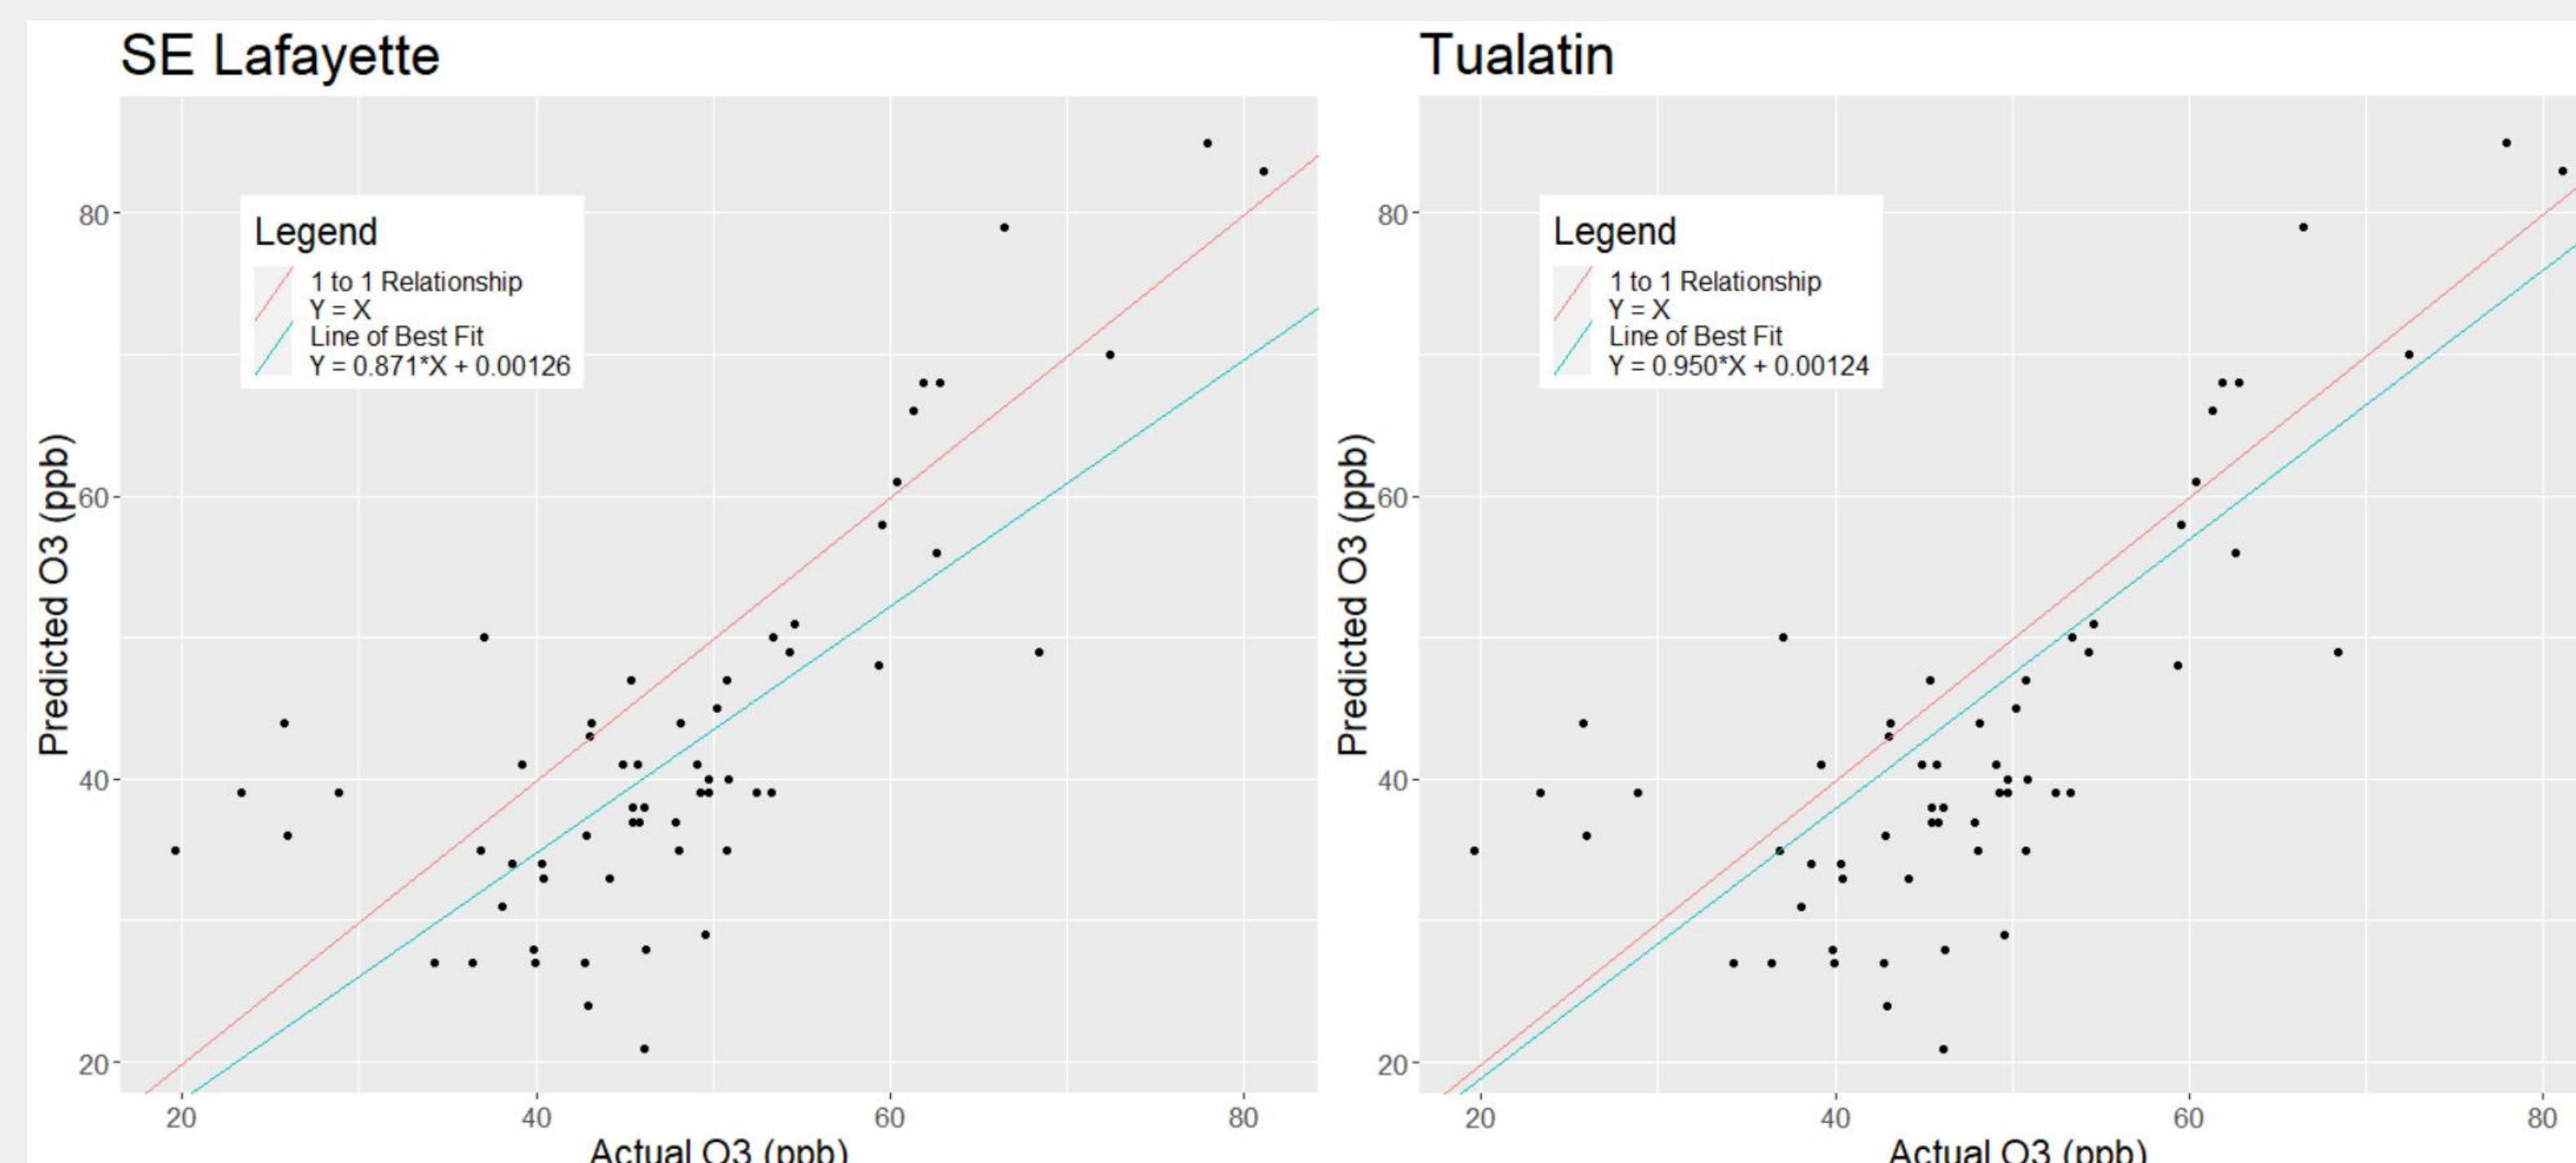 SE Lafayette
80
60
40
20
Predicted O3 (ppb)
Legend
1 to 1 Relationship
Y = X
Line of Best Fit
Y = 0.871*X + 0.00126
20
40
60
80
Actual O3 (ppb)
Tualatin
80
60
40
20
Predicted O3 (ppb)
Legend
1 to 1 Relationship
Y = X
Line of Best Fit
Y = 0.950*X + 0.00124
20
40
60
80
Actual O3 (ppb)